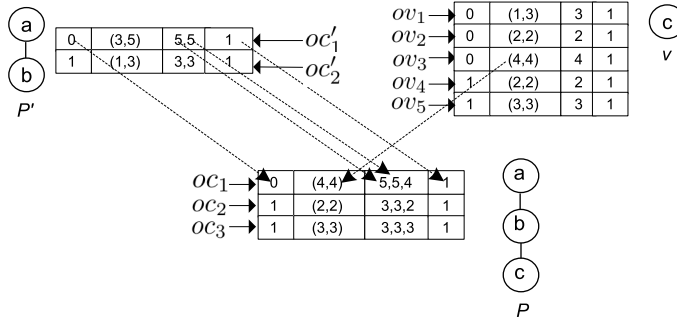 a
0 (3,5) 5,5 1 oc'1
b
1 (1,3) 3,3 1 oc'2
P'
ov1 0 (1,3) 3 1
ov2 0 (2,2) 2 1
ov3 0 (4,4) 4 1
ov4 1 (2,2) 2 1
ov5 1 (3,3) 3 1
c
v
oc1 0 (4,4) 5,5,4 1
oc2 1 (2,2) 3,3,2 1
oc3 1 (3,3) 3,3,3 1
a
b
c
P